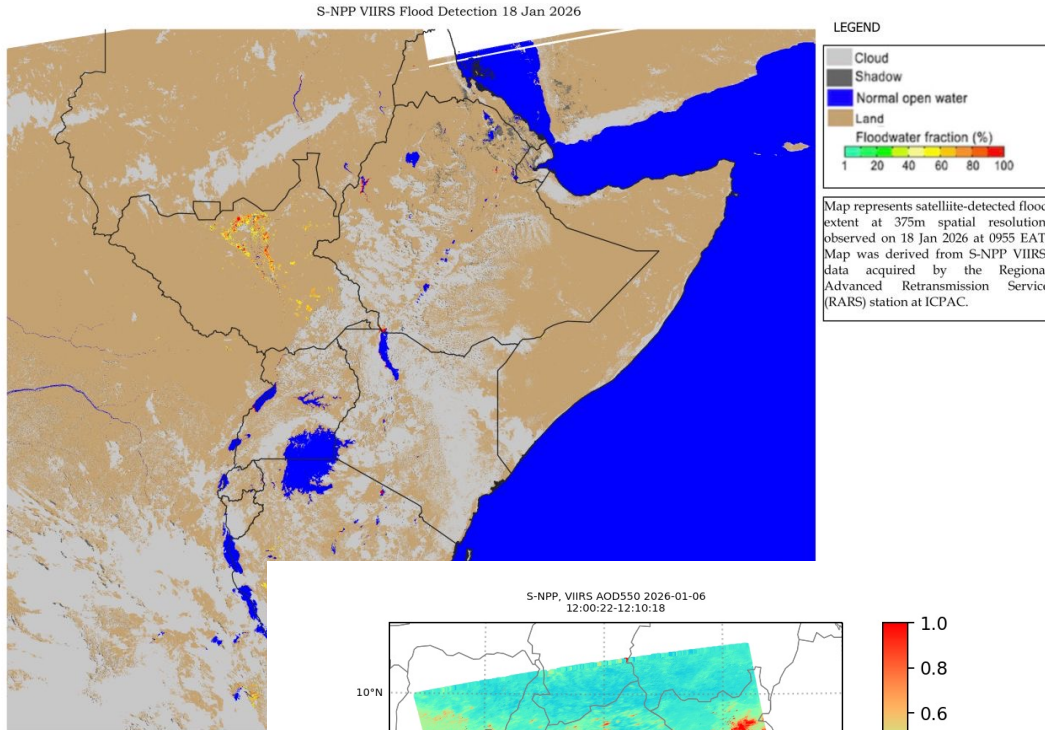 S-NPP VIIRS Flood Detection 18 Jan 2026
LEGEND
Cloud
Shadow
Normal open water
Land
Floodwater fraction (%)
1 20 40 60 80 100
Map represents satelliite-detected flood
extent at 375m spatial resolution
observed on 18 Jan 2026 at 0955 EAT
Map was derived from S-NPP VIIRS
data acquired by the Regiona
Advanced Retransmission Service
(RARS) station at ICPAC.
S-NPP, VIIRS AOD550 2026-01-06
12:00:22-12:10:18
10°N
1.0
0.8
0.6